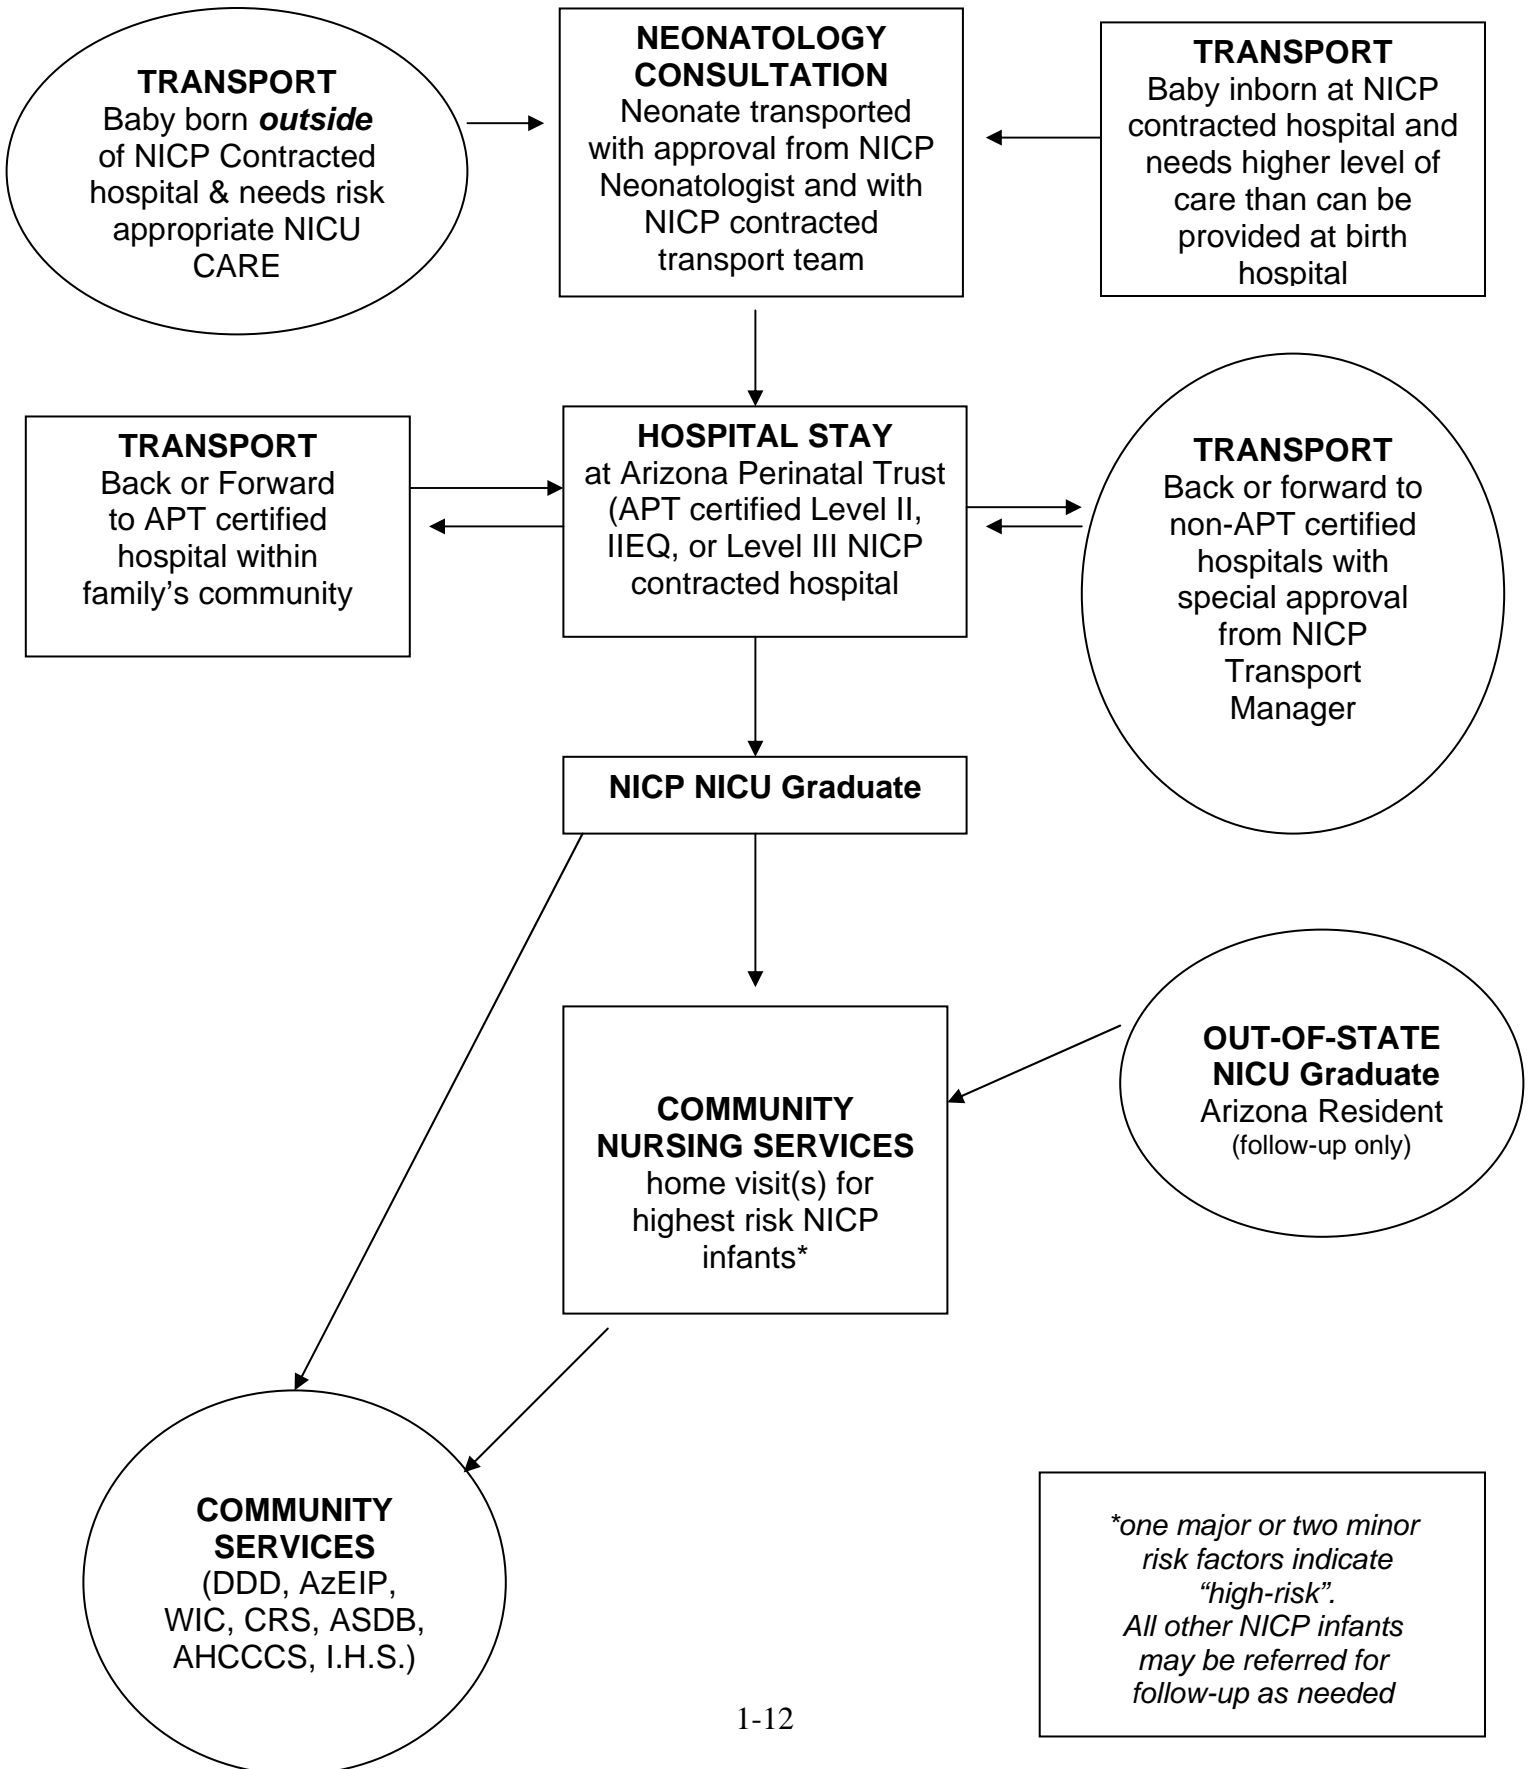 TRANSPORT
Baby born outside
of NICP Contracted
hospital & needs risk
appropriate NICU
CARE
NEONATOLOGY
CONSULTATION
Neonate transported
with approval from NICP
Neonatologist and with
NICP contracted
transport team
TRANSPORT
Baby inborn at NICP
contracted hospital and
needs higher level of
care than can be
provided at birth
hospital
TRANSPORT
Back or Forward
to APT certified
hospital within
family’s community
HOSPITAL STAY
at Arizona Perinatal Trust
(APT certified Level II,
IIEQ, or Level III NICP
contracted hospital
TRANSPORT
Back or forward to
non-APT certified
hospitals with
special approval
from NICP
Transport
Manager
NICP NICU Graduate
COMMUNITY
NURSING SERVICES
home visit(s) for
highest risk NICP
infants*
OUT-OF-STATE
NICU Graduate
Arizona Resident
(follow-up only)
COMMUNITY
SERVICES
(DDD, AzEIP,
WIC, CRS, ASDB,
AHCCCS, I.H.S.)
*one major or two minor
risk factors indicate
“high-risk”.
All other NICP infants
may be referred for
follow-up as needed
1-12